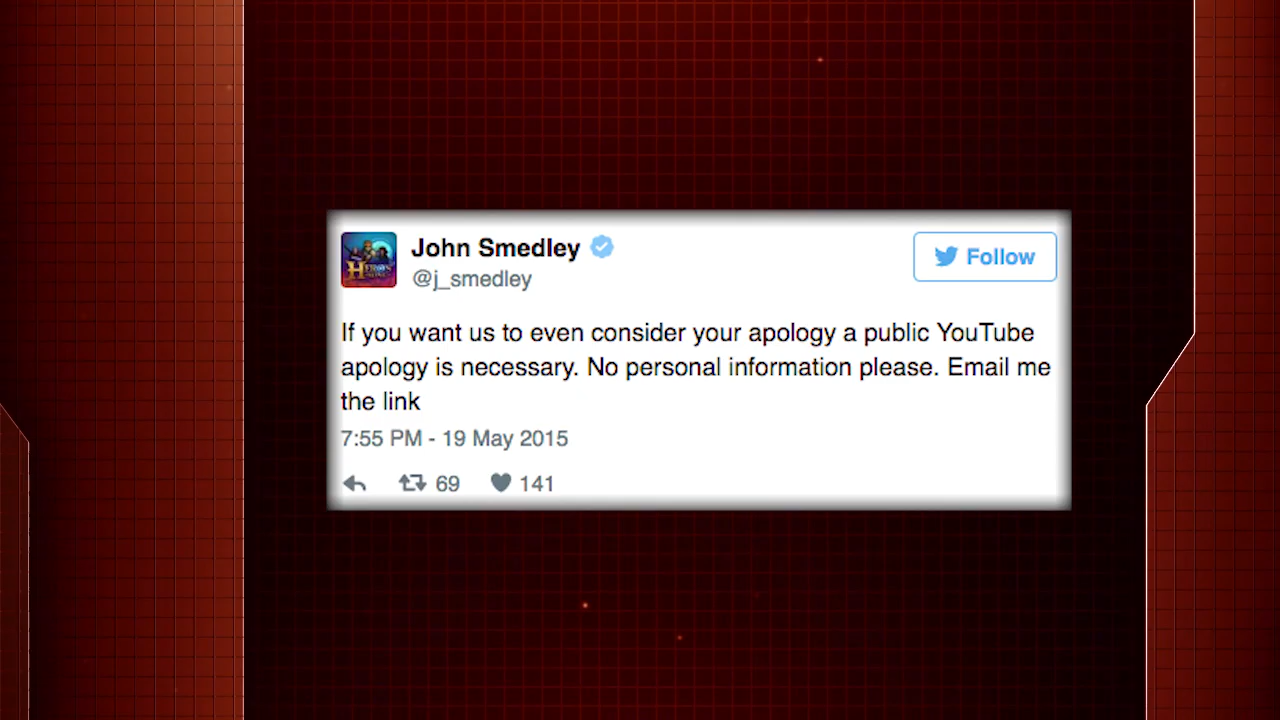 John Smedley
@j_smedley
Follow
If you want us to even consider your apology a public YouTube
apology is necessary. No personal information please. Email me
the link
7:55 PM - 19 May 2015
69 141